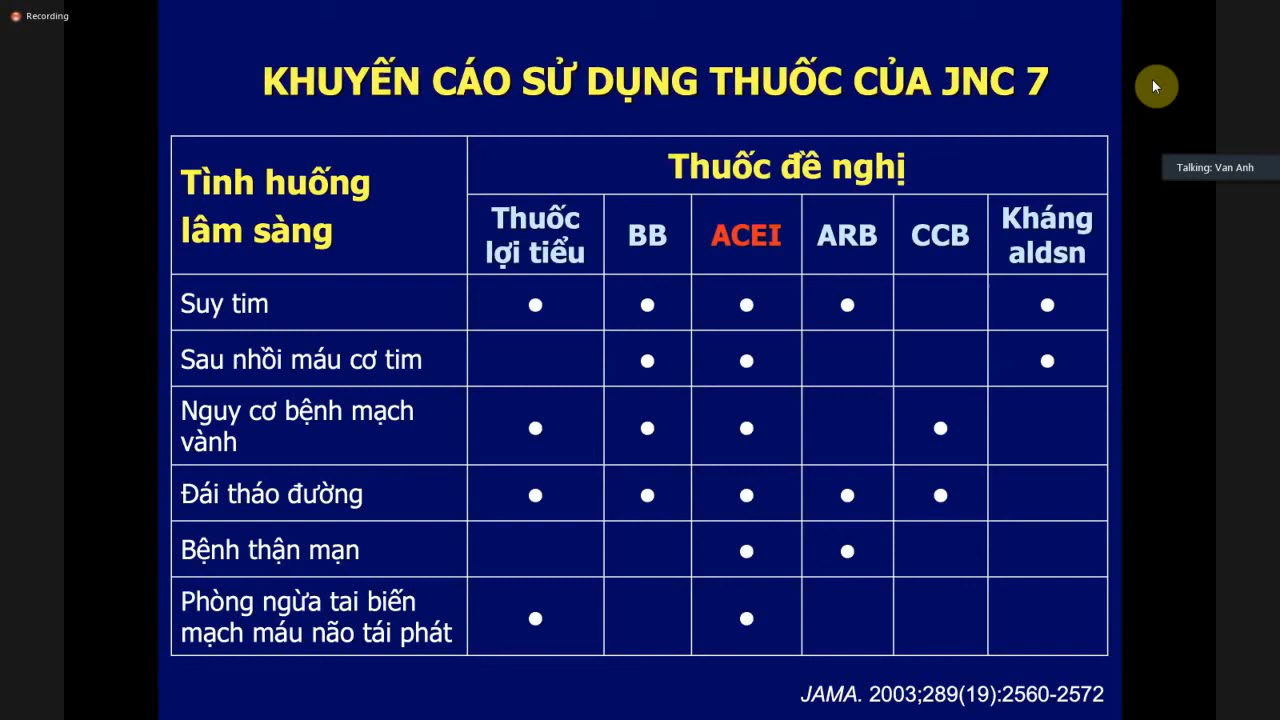 Recording
KHUYẾN CÁO SỬ DỤNG THUỐC CỦA JNC 7
Talking: Van Anh
Tình huống
lâm sàng
Thuốc đề nghị
Thuốc
lợi tiểu
BB
ACEI
ARB
CCB
Kháng
aldsn
Suy tim
● ● ● ● ●
Sau nhồi máu cơ tim
● ● ●
Nguy cơ bệnh mạch
vành
● ● ● ●
Đái tháo đường
● ● ● ● ●
Bệnh thận mạn
● ●
Phòng ngừa tai biến
mạch máu não tái phát
● ●
JAMA. 2003;289(19):2560-2572